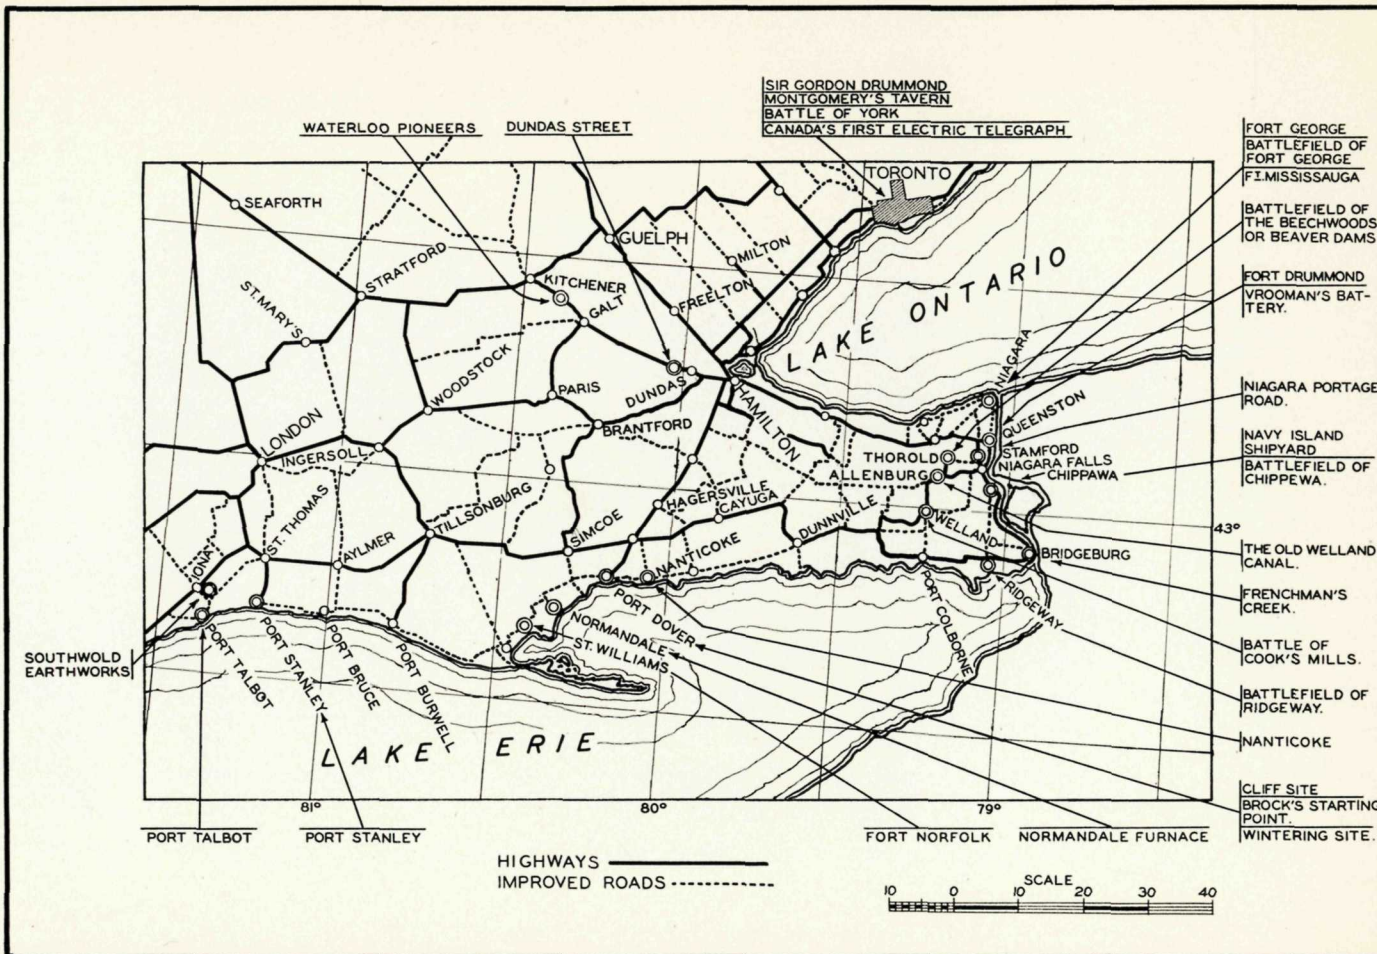 SIR GORDON DRUMMOND
MONTGOMERY'S TAVERN
BATTLE OF YORK
CANADA'S FIRST ELECTRIC TELEGRAPH
WATERLOO PIONEERS
DUNDAS STREET
FORT GEORGE
BATTLEFIELD OF
FORT GEORGE
FT. MISSISSAUGA
BATTLEFIELD OF
THE BEECHWOODS
OR BEAVER DAMS
FORT DRUMMOND
VROOMAN'S BAT-
TERY.
NIAGARA PORTAGE
ROAD.
NAVY ISLAND
SHIPYARD
BATTLEFIELD OF
CHIPPEWA.
43°
THE OLD WELLAND
CANAL.
FRENCHMAN'S
CREEK.
BATTLE OF
COOK'S MILLS.
BATTLEFIELD OF
RIDGEWAY.
NANTICOKE
CLIFF SITE
BROCK'S STARTING
POINT.
WINTERING SITE.
TORONTO
SEAFORTH
GUELPH
MILTON
STRATFORD
KITCHENER
FREELTON
GALT
ST. MARY'S
LAKE ONTARIO
WOODSTOCK
PARIS
DUNDAS
HAMILTON
NIAGARA
QUEENSTON
LONDON
INGERSOLL
BRANTFORD
THOROLD
STAMFORD
NIAGARA FALLS
ALLENBURG
CHIPPAWA
ST. THOMAS
TILLSONBURG
HAGERSVILLE
CAYUGA
SIMCOE
DUNNVILLE
WELLAND
IONA
AYLMER
NANTICOKE
BRIDGEBURG
PORT DOVER
PORT COLBORNE
RIDGEWAY
NORMANDALE
ST. WILLIAMS
SOUTHWOLD
EARTHWORKS
PORT TALBOT
PORT STANLEY
PORT BRUCE
PORT BURWELL
LAKE ERIE
81°
80°
79°
PORT TALBOT
PORT STANLEY
FORT NORFOLK
NORMANDALE FURNACE
HIGHWAYS
IMPROVED ROADS
SCALE
10 0 10 20 30 40